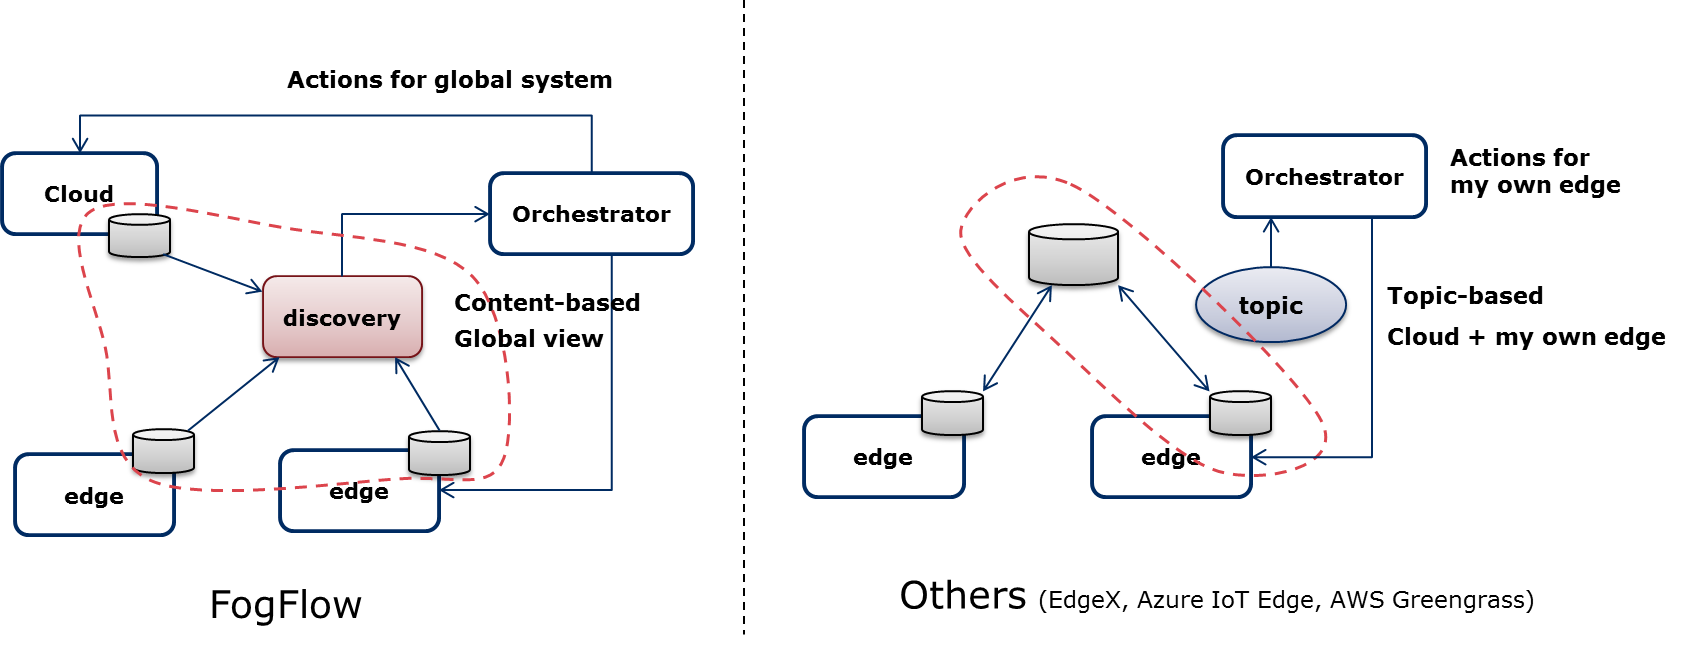 Actions for global system
Cloud
Orchestrator
discovery
Content-based
Global view
edge
edge
FogFlow
Orchestrator
Actions for
my own edge
topic
Topic-based
Cloud + my own edge
edge
edge
Others (EdgeX, Azure IoT Edge, AWS Greengrass)